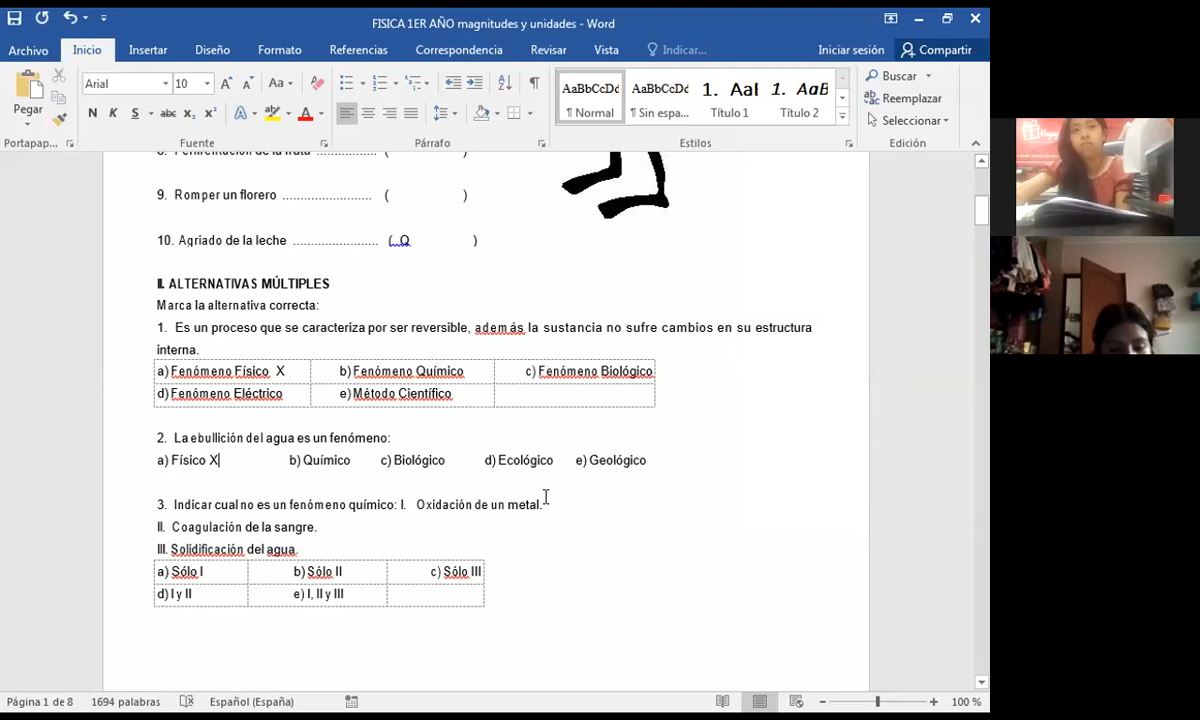 FISICA 1ER AÑO magnitudes y unidades - Word
Archivo Inicio Insertar Diseño Formato Referencias Correspondencia Revisar Vista Indicar... Iniciar sesión Compartir
Pegar
Arial 10
Aa
N K S abc x₂ x² A A
AaBbCcDd AaBbCcDd 1. AaB 1. AaB
¶ Normal ¶ Sin espa... Título 1 Título 2
Buscar
Reemplazar
Seleccionar
Portapap... Fuente Párrafo Estilos Edición
9. Romper un florero ........................ ( )
10. Agriado de la leche ....................... ( Q )
II. ALTERNATIVAS MÚLTIPLES
Marca la alternativa correcta:
1. Es un proceso que se caracteriza por ser reversible, además la sustancia no sufre cambios en su estructura
interna.
a) Fenómeno Físico X b) Fenómeno Químico c) Fenómeno Biológico
d) Fenómeno Eléctrico e) Método Científico
2. La ebullición del agua es un fenómeno:
a) Físico X b) Químico c) Biológico d) Ecológico e) Geológico
3. Indicar cual no es un fenómeno químico: I. Oxidación de un metal.
II. Coagulación de la sangre.
III. Solidificación del agua.
a) Sólo I b) Sólo II c) Sólo III
d) I y II e) I, II y III
Página 1 de 8 1694 palabras Español (España) 100 %